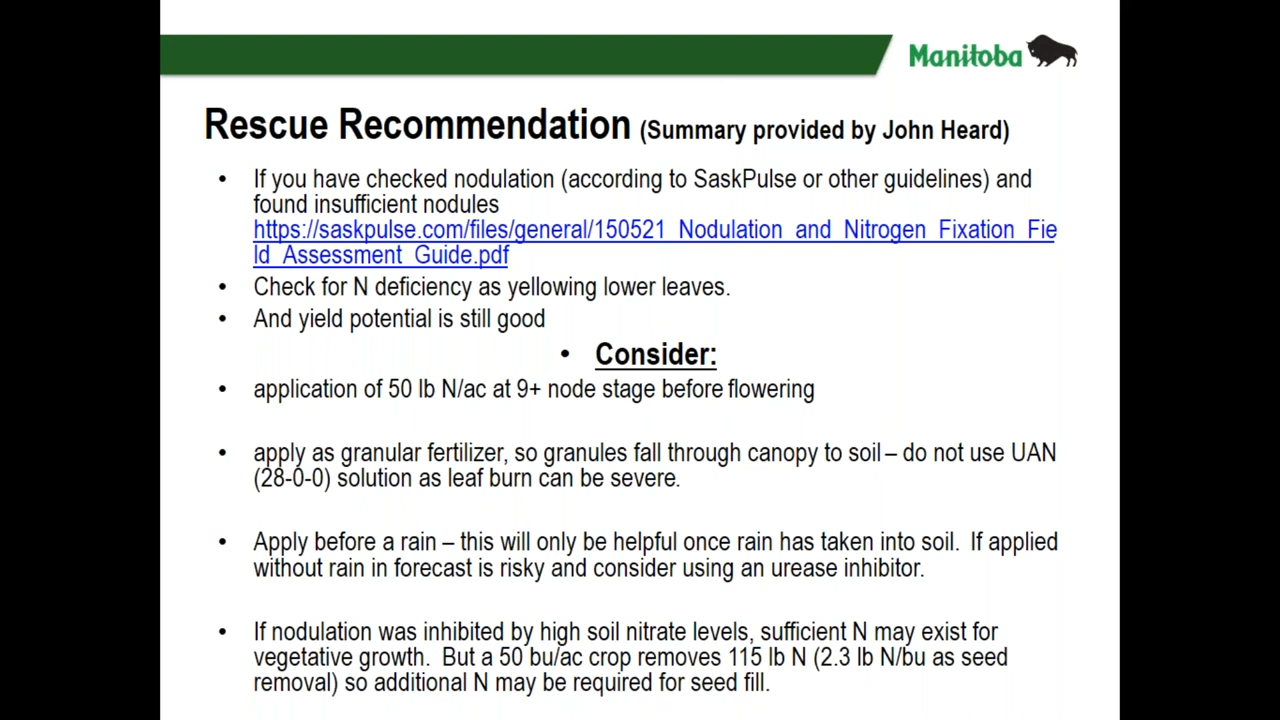 Manitoba
Rescue Recommendation (Summary provided by John Heard)
• If you have checked nodulation (according to SaskPulse or other guidelines) and
found insufficient nodules
https://saskpulse.com/files/general/150521_Nodulation_and_Nitrogen_Fixation_Fie
ld_Assessment_Guide.pdf
• Check for N deficiency as yellowing lower leaves.
• And yield potential is still good
• Consider:
• application of 50 lb N/ac at 9+ node stage before flowering
• apply as granular fertilizer, so granules fall through canopy to soil – do not use UAN
(28-0-0) solution as leaf burn can be severe.
• Apply before a rain – this will only be helpful once rain has taken into soil. If applied
without rain in forecast is risky and consider using an urease inhibitor.
• If nodulation was inhibited by high soil nitrate levels, sufficient N may exist for
vegetative growth. But a 50 bu/ac crop removes 115 lb N (2.3 lb N/bu as seed
removal) so additional N may be required for seed fill.